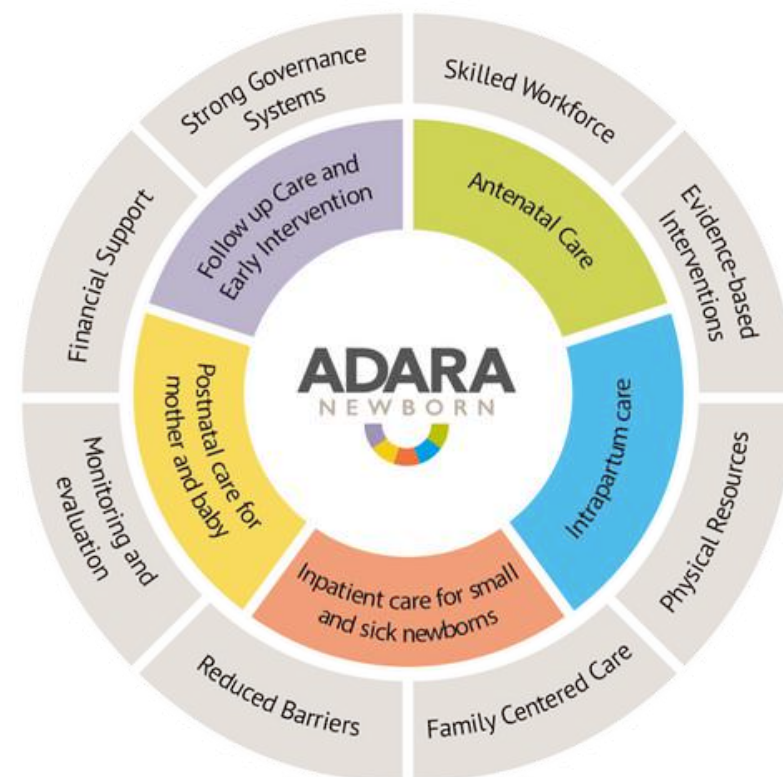 Strong Governance
Systems
Skilled Workforce
Evidence-based
Interventions
Physical Resources
Family Centered Care
Reduced Barriers
Monitoring and
evaluation
Financial Support
Follow up Care and
Early Intervention
Antenatal Care
Intrapartum care
Inpatient care for small
and sick newborns
Postnatal care for
mother and baby
ADARA
NEWBORN